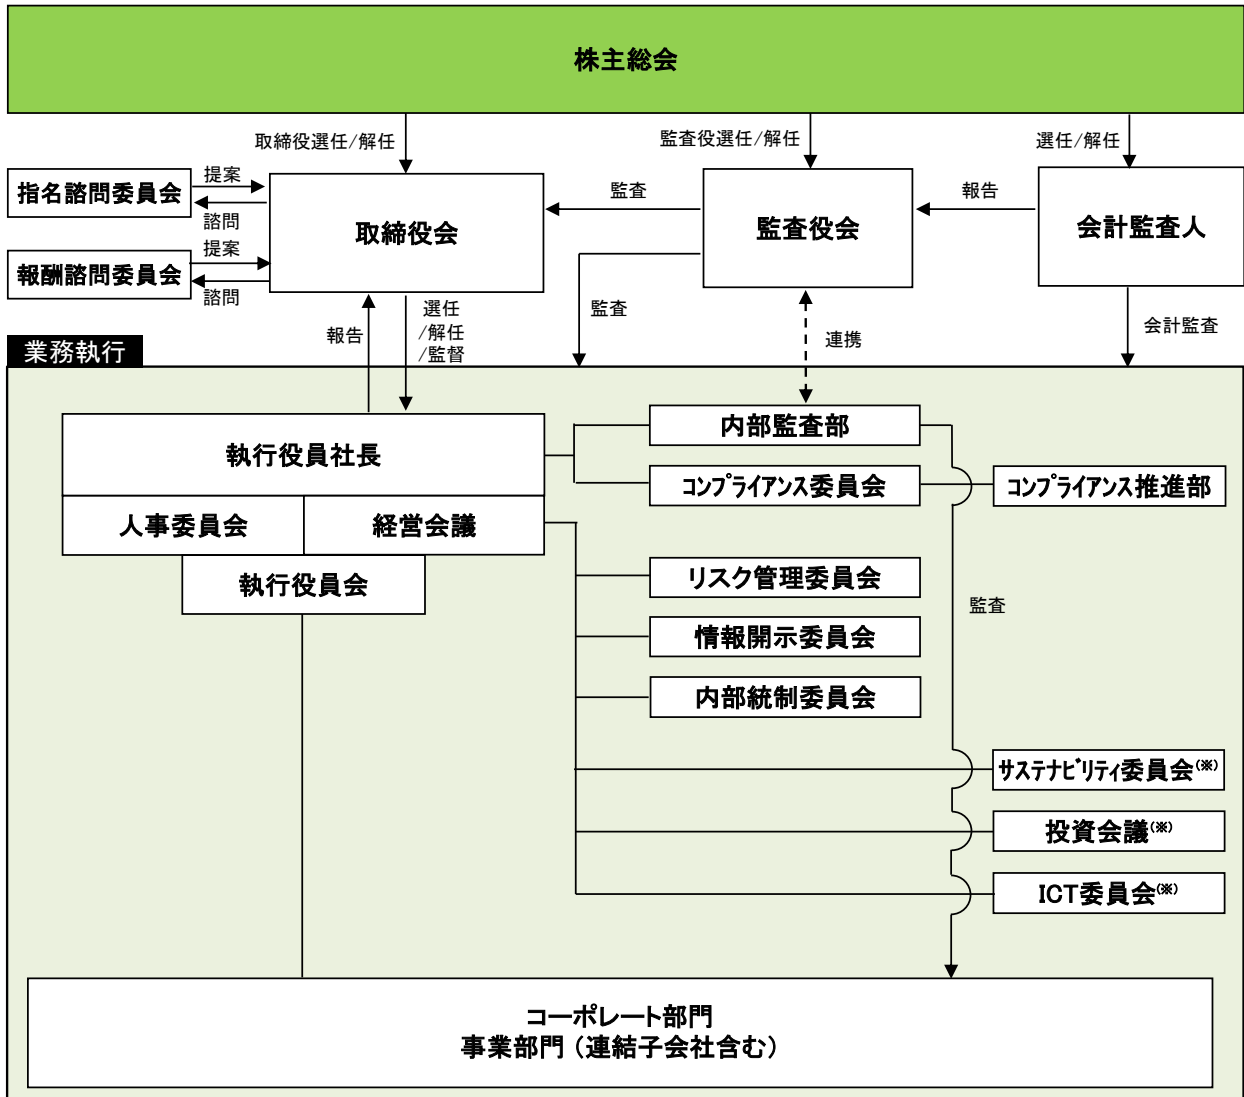 株主総会
取締役選任/解任
監査役選任/解任
選任/解任
指名諮問委員会
提案
諮問
報酬諮問委員会
提案
諮問
取締役会
監査
監査役会
報告
会計監査人
報告
選任
/解任
/監督
監査
連携
会計監査
業務執行
執行役員社長
人事委員会
経営会議
執行役員会
内部監査部
コンプライアンス委員会
コンプライアンス推進部
リスク管理委員会
情報開示委員会
内部統制委員会
監査
サステナビリティ委員会(※)
投資会議(※)
ICT委員会(※)
コーポレート部門
事業部門（連結子会社含む）